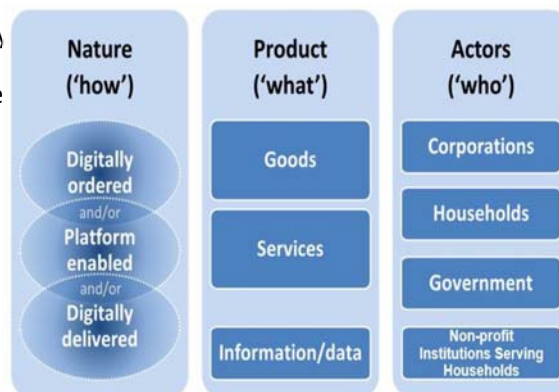 Nature
('how')
Digitally
ordered
and/or
Platform
enabled
and/or
Digitally
delivered
Product
('what')
Goods
Services
Information/data
Actors
('who')
Corporations
Households
Government
Non-profit
Institutions Serving
Households